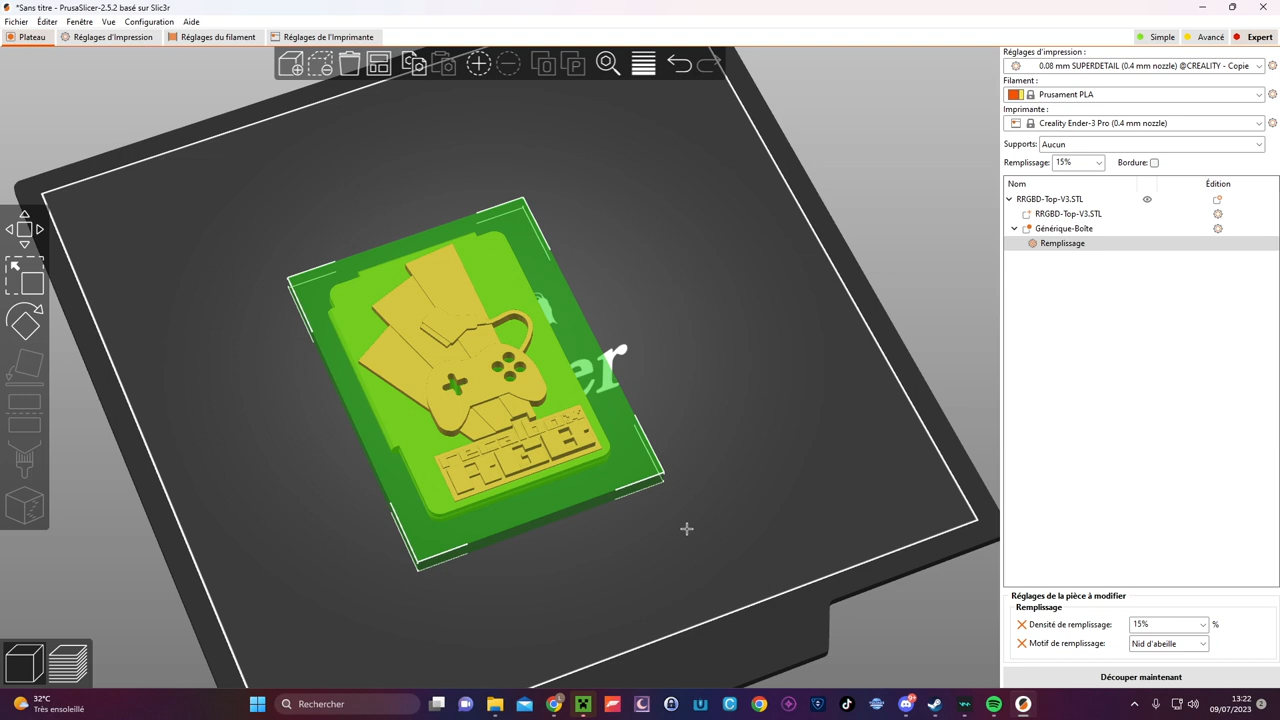 *Sans titre - PrusaSlicer-2.5.2 basé sur Slic3r
Fichier Éditer Fenêtre Vue Configuration Aide
Plateau Réglages d'Impression Réglages du filament Réglages de l'Imprimante Simple Avancé Expert
Réglages d'impression :
0.08 mm SUPERDETAIL (0.4 mm nozzle) @CREALITY - Copie
Filament :
Prusament PLA
Imprimante :
Creality Ender-3 Pro (0.4 mm nozzle)
Supports: Aucun
Remplissage: 15% Bordure:
Nom Édition
RRGBD-Top-V3.STL
RRGBD-Top-V3.STL
Générique-Boîte
Remplissage
er
Recalbox
Réglages de la pièce à modifier
Remplissage
Densité de remplissage: 15% %
Motif de remplissage: Nid d'abeille
Découper maintenant
32°C
Très ensoleillé
Rechercher
13:22
09/07/2023